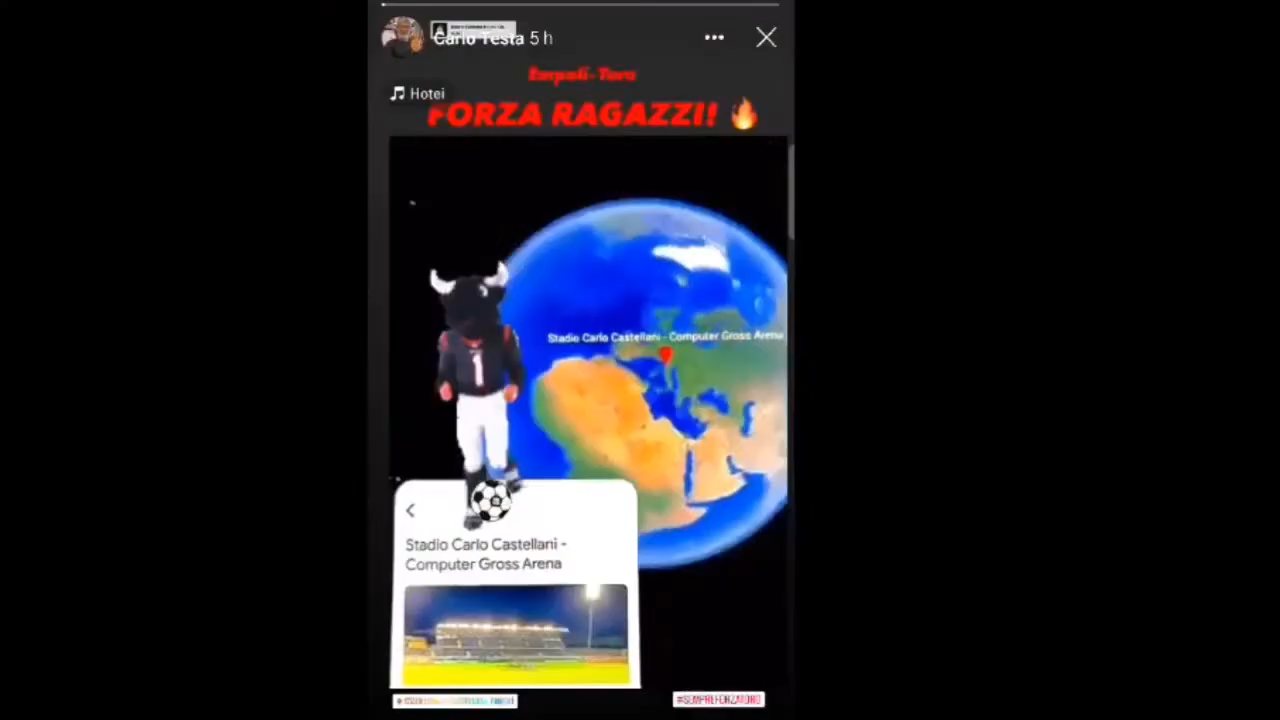 Carlo Testa 5 h
Empoli-Toro
Hotei
FORZA RAGAZZI!
Stadio Carlo Castellani - Computer Gross Arena
1
Stadio Carlo Castellani -
Computer Gross Arena
#SEMPREFORZATORO